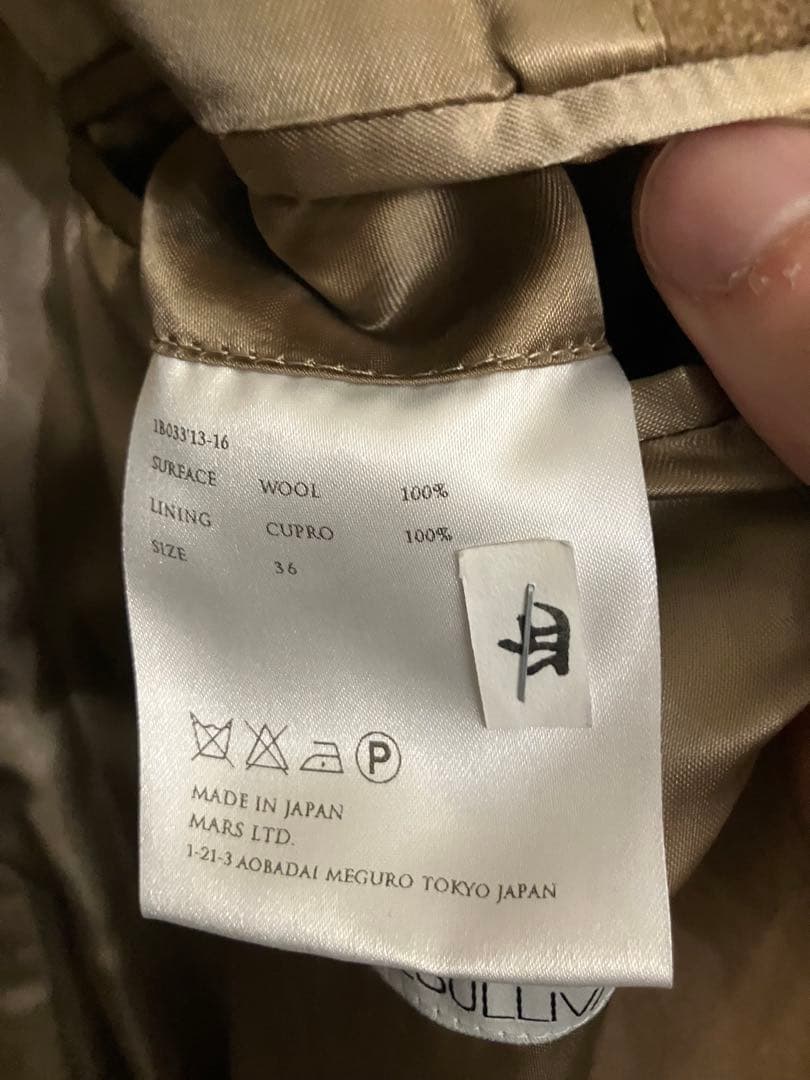 1B033'13-16
SURFACE WOOL 100%
LINING CUPRO 100%
SIZE 36
P
MADE IN JAPAN
MARS LTD.
1-21-3 AOBADAI MEGURO TOKYO JAPAN